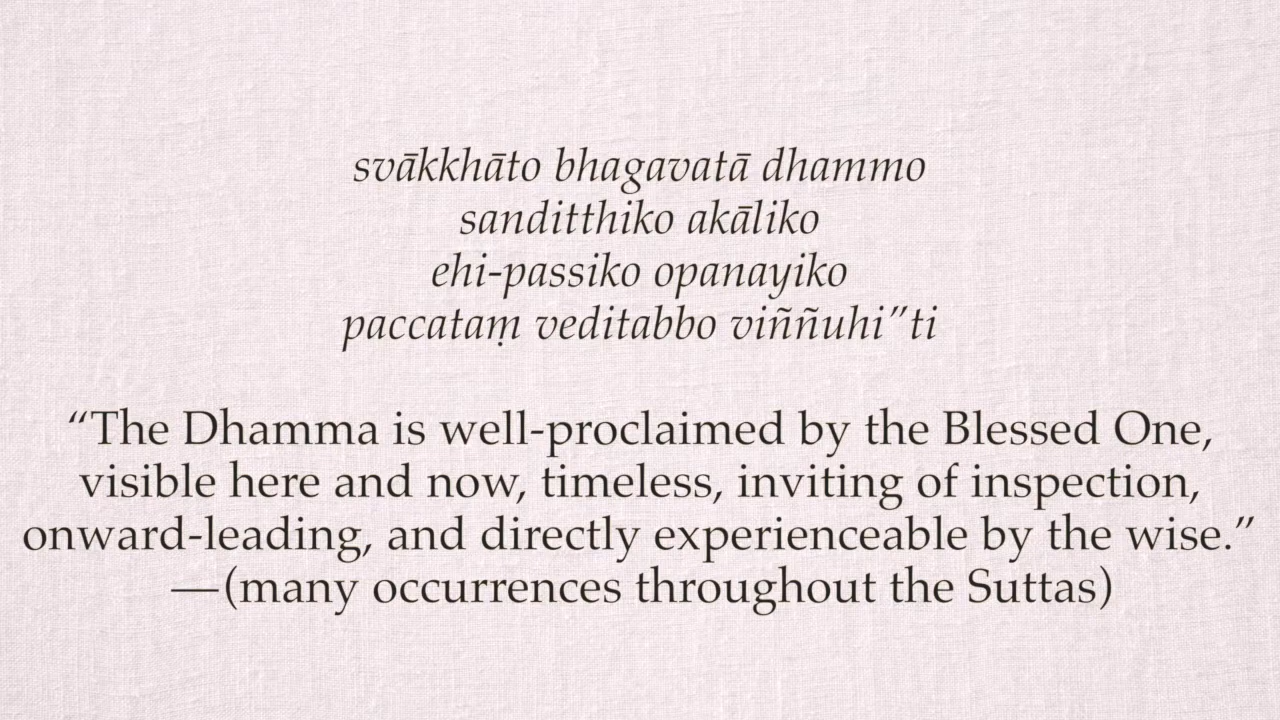 svākkhāto bhagavatā dhammo
sanditthiko akāliko
ehi-passiko opanayiko
paccataṃ veditabbo viññuhi”ti
“The Dhamma is well-proclaimed by the Blessed One,
visible here and now, timeless, inviting of inspection,
onward-leading, and directly experienceable by the wise.”
—(many occurrences throughout the Suttas)